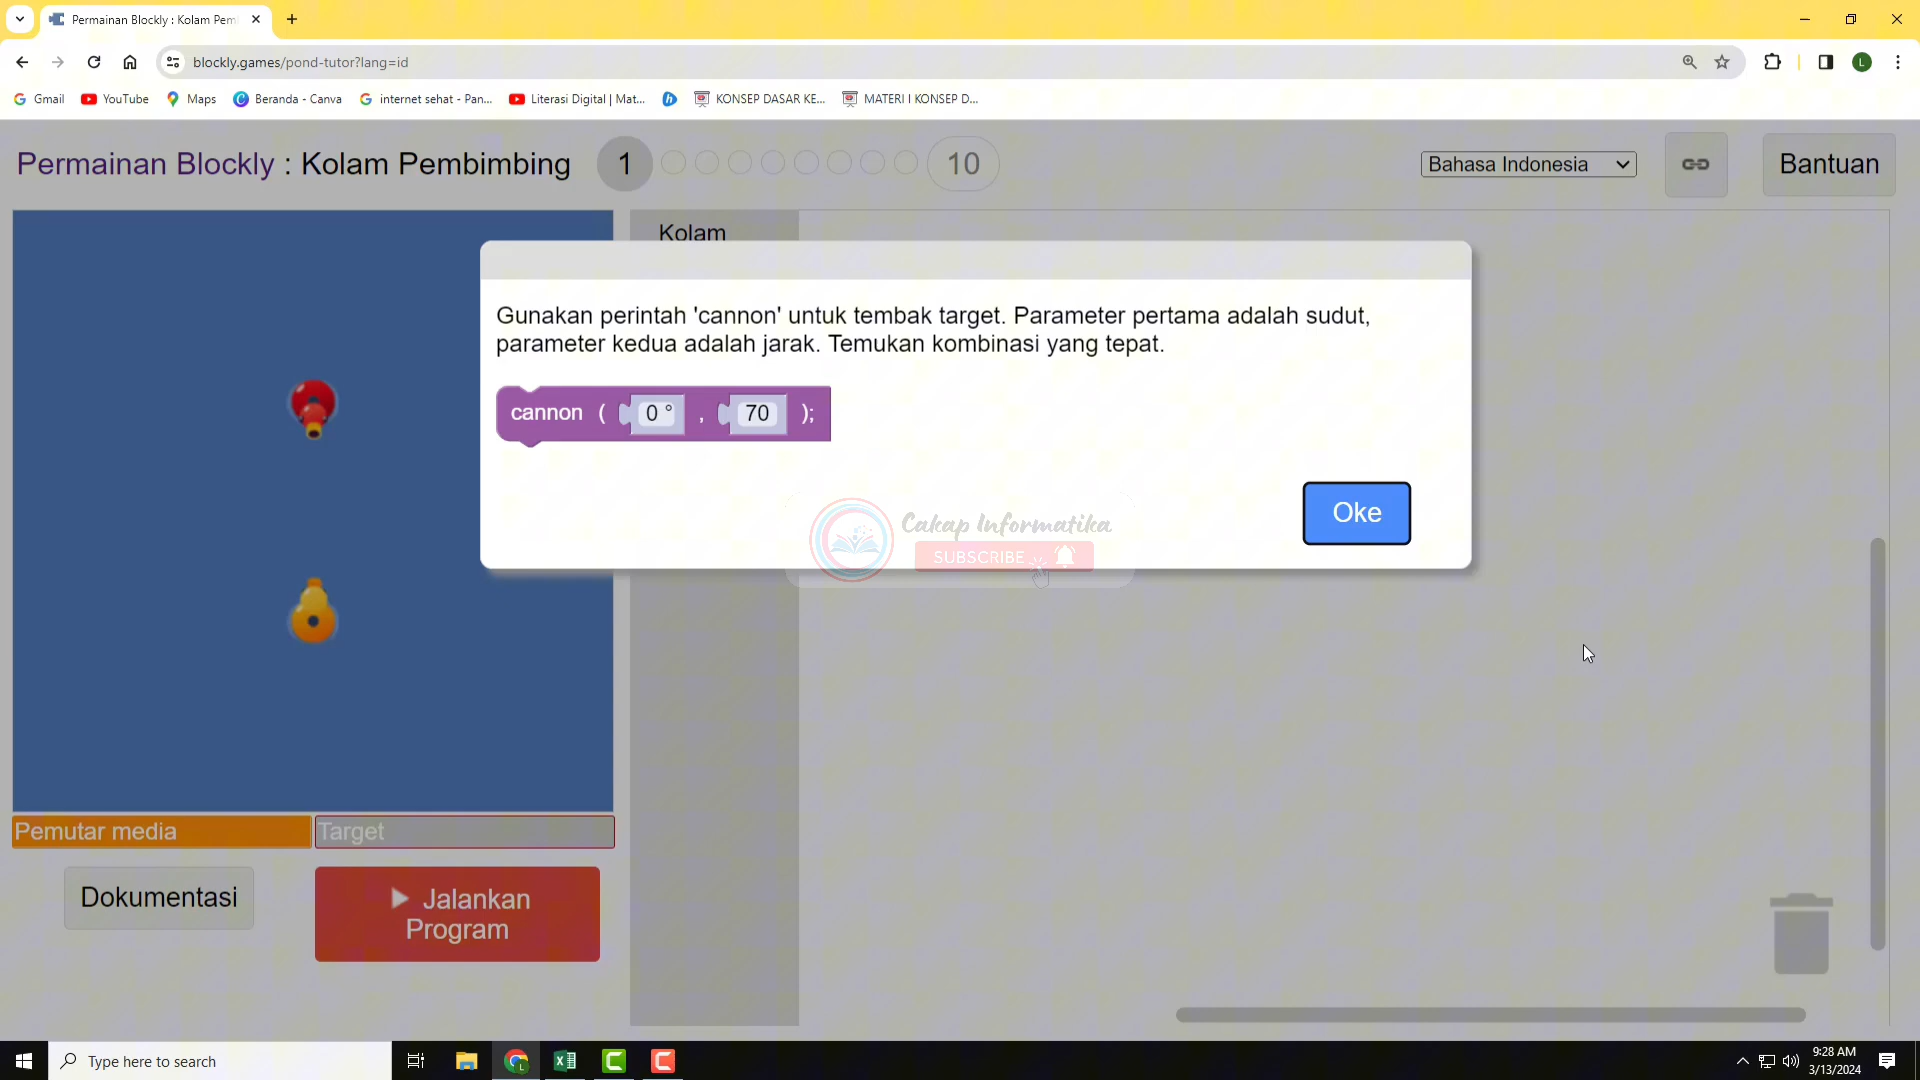 Permainan Blockly : Kolam Pem
blockly.games/pond-tutor?lang=id
Gmail YouTube Maps Beranda - Canva internet sehat - Pan... Literasi Digital | Mat... KONSEP DASAR KE... MATERI I KONSEP D...
L
Permainan Blockly : Kolam Pembimbing 1 10 Bahasa Indonesia Bantuan
Kolam
Gunakan perintah 'cannon' untuk tembak target. Parameter pertama adalah sudut,
parameter kedua adalah jarak. Temukan kombinasi yang tepat.
cannon ( 0 ° , 70 );
Oke
Cakap Informatika
SUBSCRIBE
Pemutar media Target
Dokumentasi
Jalankan
Program
Type here to search
9:28 AM
3/13/2024